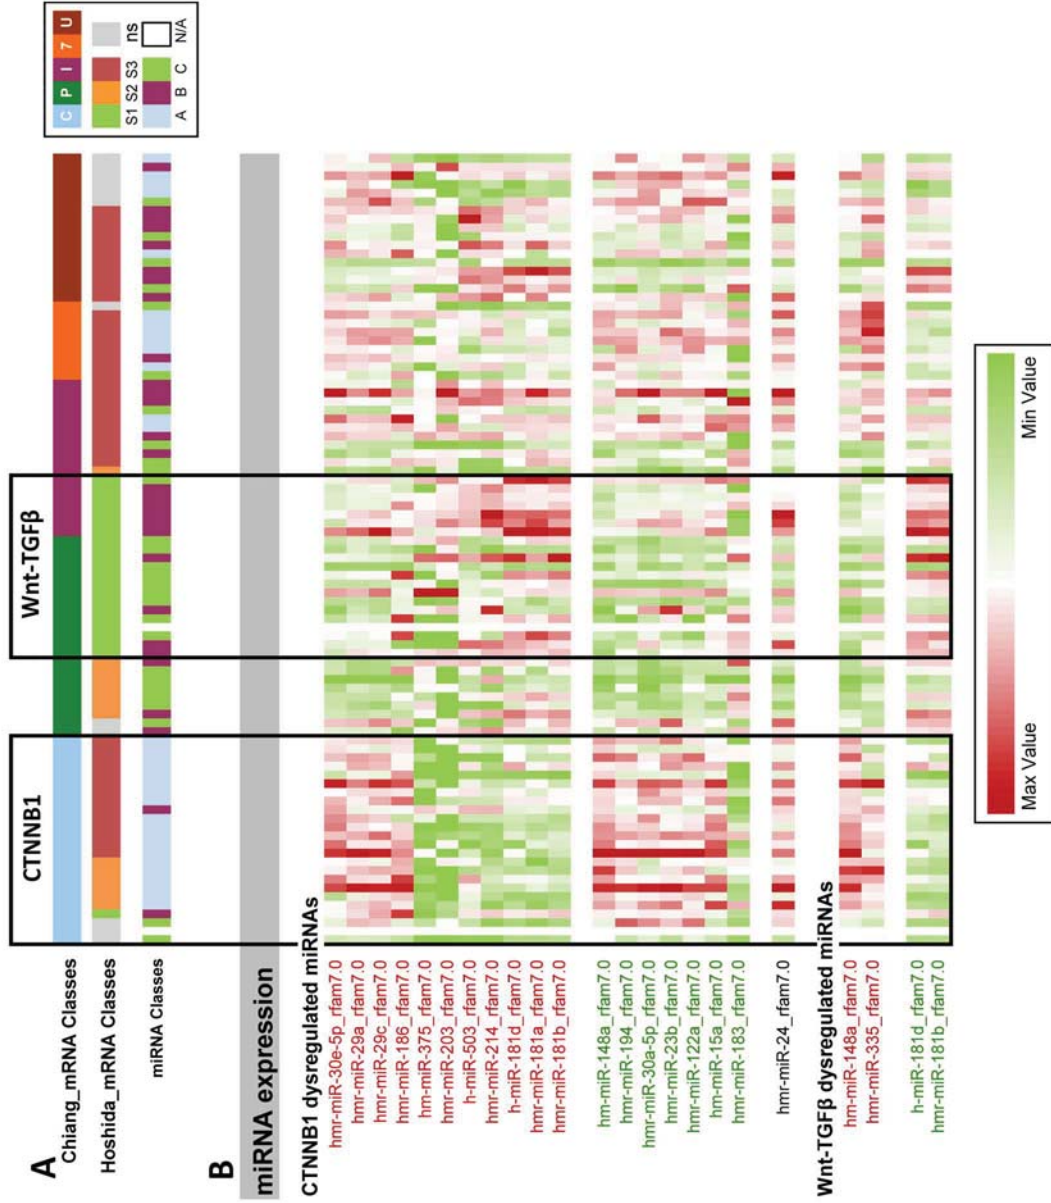 A
Chiang_mRNA Classes
Hoshida_mRNA Classes
miRNA Classes
CTNNB1
Wnt-TGFβ
C P I 7 U
S1 S2 S3 ns
A B C N/A
B
miRNA expression
CTNNB1 dysregulated miRNAs
hmr-miR-30e-5p_rfam7.0
hmr-miR-29a_rfam7.0
hmr-miR-29c_rfam7.0
hmr-miR-186_rfam7.0
hm-miR-375_rfam7.0
hmr-miR-203_rfam7.0
h-miR-503_rfam7.0
hmr-miR-214_rfam7.0
h-miR-181d_rfam7.0
hmr-miR-181a_rfam7.0
hmr-miR-181b_rfam7.0
hm-miR-148a_rfam7.0
hmr-miR-194_rfam7.0
hmr-miR-30a-5p_rfam7.0
hmr-miR-23b_rfam7.0
hmr-miR-122a_rfam7.0
hm-miR-15a_rfam7.0
hmr-miR-183_rfam7.0
hmr-miR-24_rfam7.0
Wnt-TGFβ dysregulated miRNAs
hm-miR-148a_rfam7.0
hmr-miR-335_rfam7.0
h-miR-181d_rfam7.0
hmr-miR-181b_rfam7.0
Max Value
Min Value